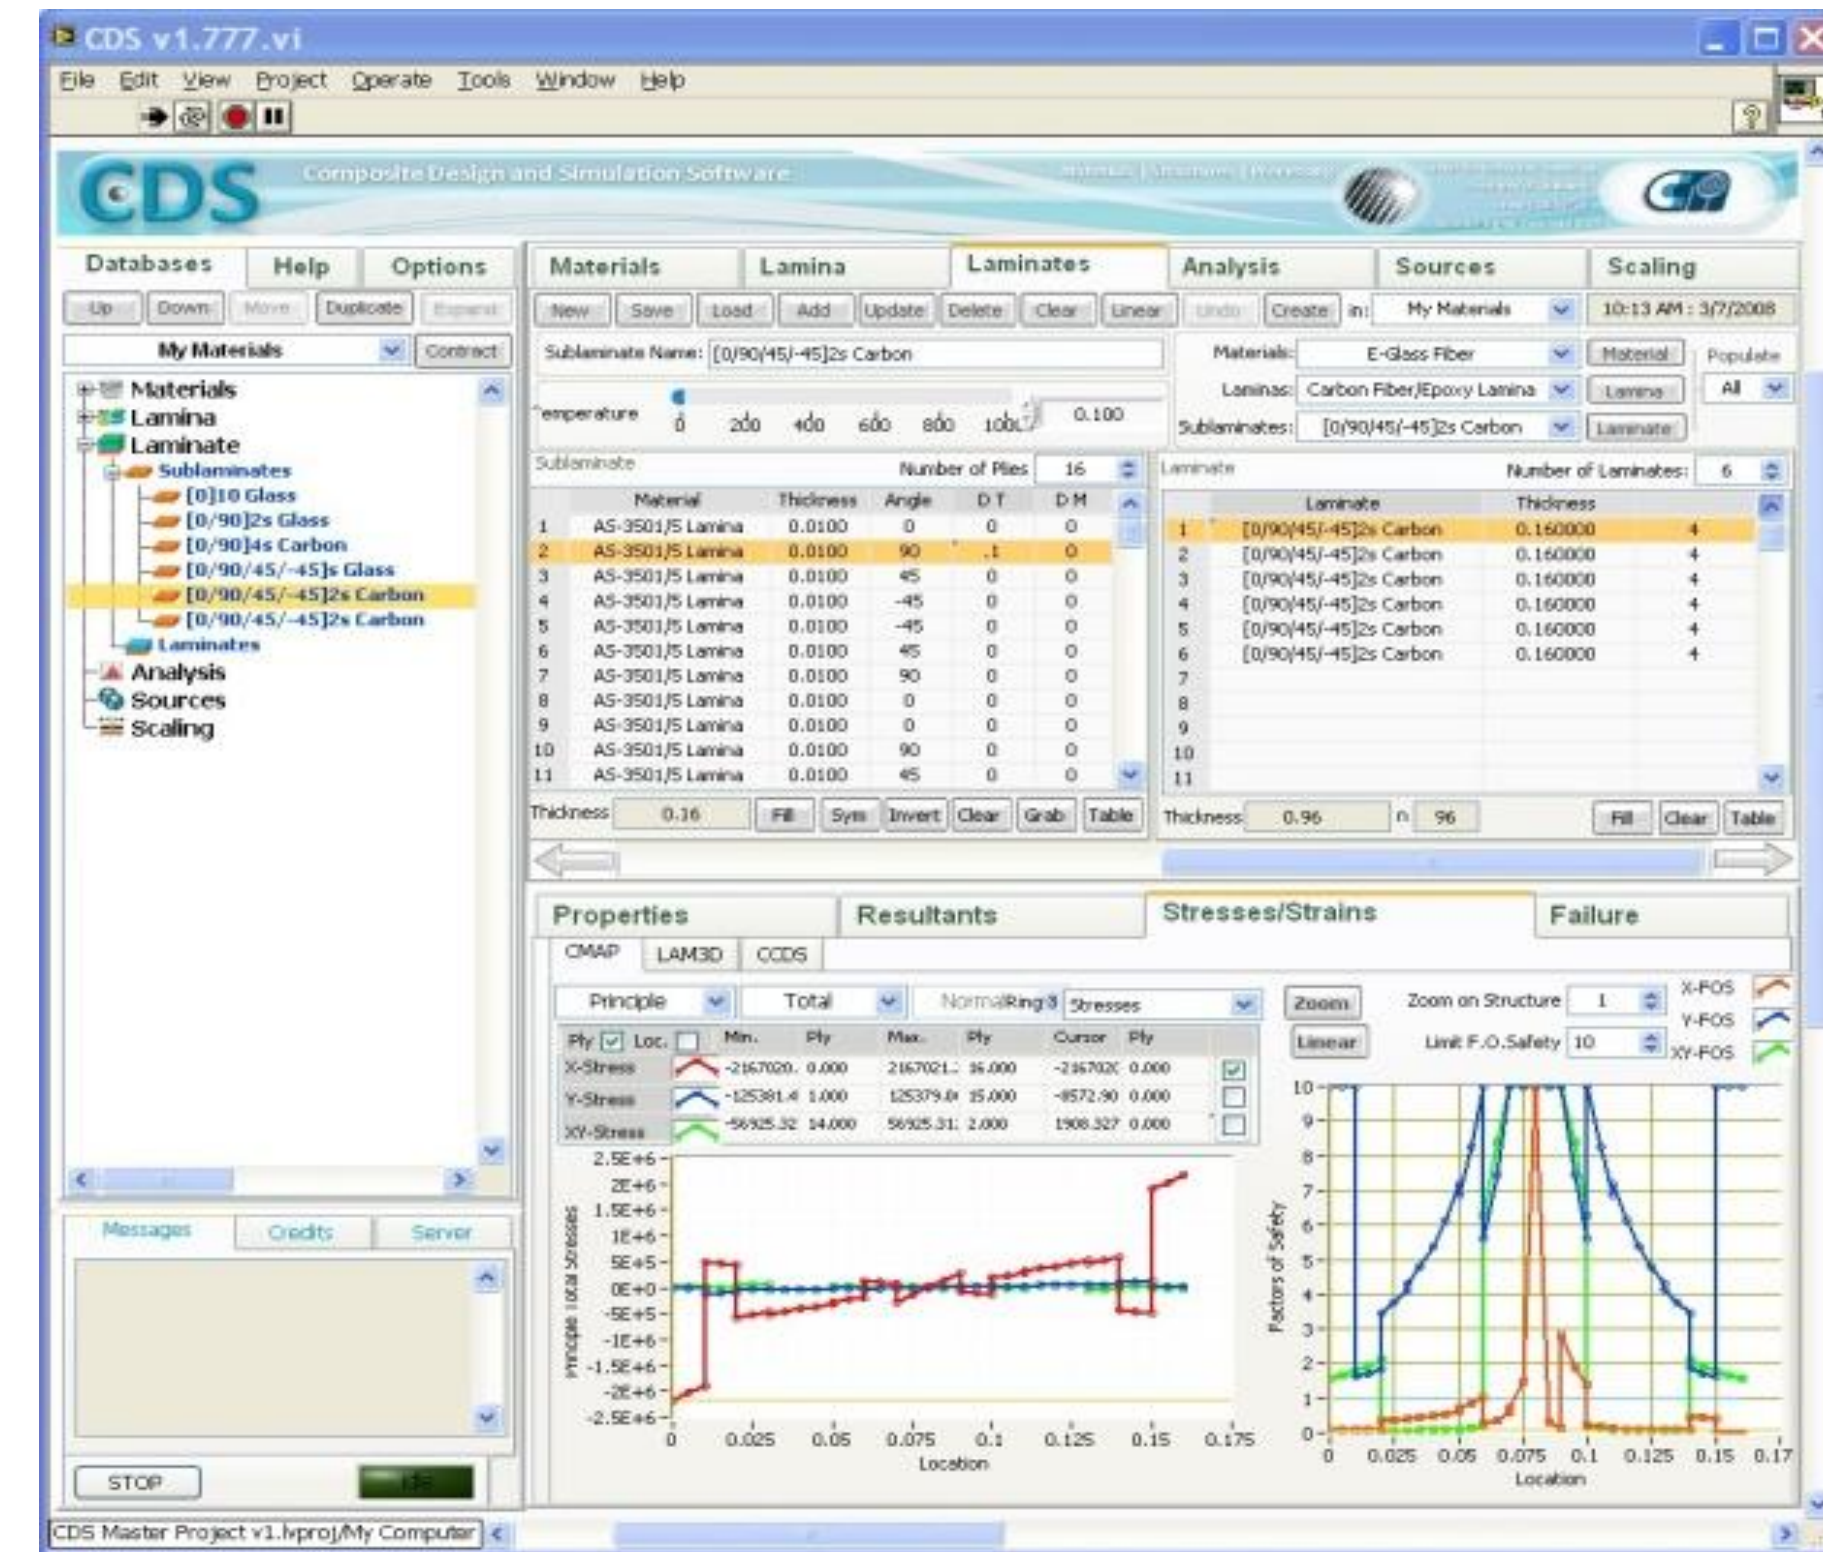 CDS v1.777.vi
File Edit View Project Operate Tools Window Help
CDS Composite Design and Simulation Software
Databases Help Options
Up Down Move Duplicate Expand
My Materials Contract
Materials
Lamina
Laminate
Sublaminates
[0]10 Glass
[0/90]2s Glass
[0/90]4s Carbon
[0/90/45/-45]s Glass
[0/90/45/-45]2s Carbon
[0/90/45/-45]2s Carbon
Laminates
Analysis
Sources
Scaling
Messages Credits Server
STOP Idle
CDS Master Project v1.lvproj/My Computer
Materials Lamina Laminates Analysis Sources Scaling
New Save Load Add Update Delete Clear Linear Undo Create in: My Materials 10:13 AM : 3/7/2008
Sublaminate Name: [0/90/45/-45]2s Carbon
Materials: E-Glass Fiber Material Populate
Laminas: Carbon Fiber/Epoxy Lamina Lamina All
Sublaminates: [0/90/45/-45]2s Carbon Laminate
emperature 0 200 400 600 800 0.100
Sublaminate Number of Plies 16
Material Thickness Angle D T D M
1 AS-3501/5 Lamina 0.0100 0 0 0
2 AS-3501/5 Lamina 0.0100 90 .1 0
3 AS-3501/5 Lamina 0.0100 45 0 0
4 AS-3501/5 Lamina 0.0100 -45 0 0
5 AS-3501/5 Lamina 0.0100 -45 0 0
6 AS-3501/5 Lamina 0.0100 45 0 0
7 AS-3501/5 Lamina 0.0100 90 0 0
8 AS-3501/5 Lamina 0.0100 0 0 0
9 AS-3501/5 Lamina 0.0100 0 0 0
10 AS-3501/5 Lamina 0.0100 90 0 0
11 AS-3501/5 Lamina 0.0100 45 0 0
Thickness 0.16 Fill Sym Invert Clear Grab Table
Laminate Number of Laminates: 6
Laminate Thickness
1 [0/90/45/-45]2s Carbon 0.160000 4
2 [0/90/45/-45]2s Carbon 0.160000 4
3 [0/90/45/-45]2s Carbon 0.160000 4
4 [0/90/45/-45]2s Carbon 0.160000 4
5 [0/90/45/-45]2s Carbon 0.160000 4
6 [0/90/45/-45]2s Carbon 0.160000 4
7
8
9
10
11
Thickness 0.96 n 96 Fill Clear Table
Properties Resultants Stresses/Strains Failure
CMAP LAM3D CCDS
Principle Total Normal Ring 3 Stresses
Ply Loc. Min. Ply Max. Ply Cursor Ply
X-Stress -2167020. 0.000 2167021. 16.000 -216702 0.000
Y-Stress -125381.4 1.000 125379.0 15.000 -8572.90 0.000
XY-Stress -56925.32 14.000 56925.31 2.000 1908.327 0.000
Zoom Zoom on Structure 1 X-FOS
Y-FOS
Linear Limit F.O.Safety 10 XY-FOS
2.5E+6
2E+6
1.5E+6
1E+6
5E+5
0E+0
-5E+5
-1E+6
-1.5E+6
-2E+6
-2.5E+6
Principle Total Stresses
0 0.025 0.05 0.075 0.1 0.125 0.15 0.175
Location
10
9
8
7
6
5
4
3
2
1
0
Factors of Safety
0 0.025 0.05 0.075 0.1 0.125 0.15 0.17
Location